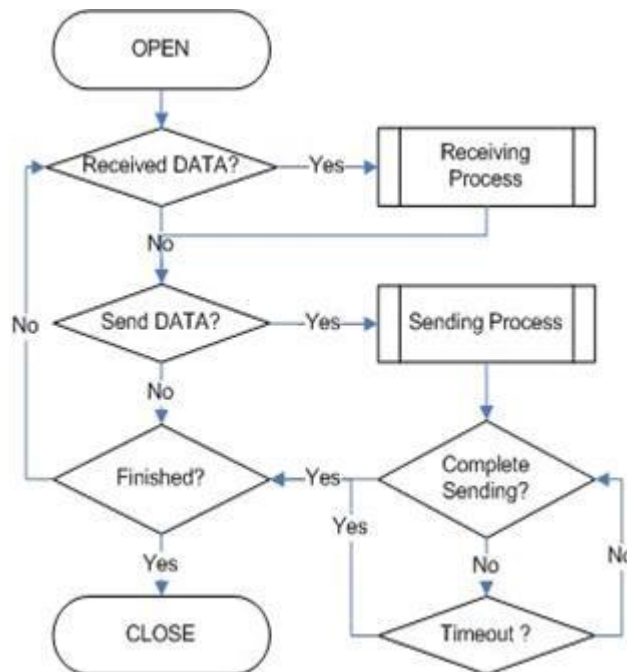 OPEN
Received DATA?
Yes
Receiving
Process
No
Send DATA?
Yes
Sending Process
No
No
Finished?
Yes
Complete
Sending?
Yes
No
No
Yes
CLOSE
Timeout ?